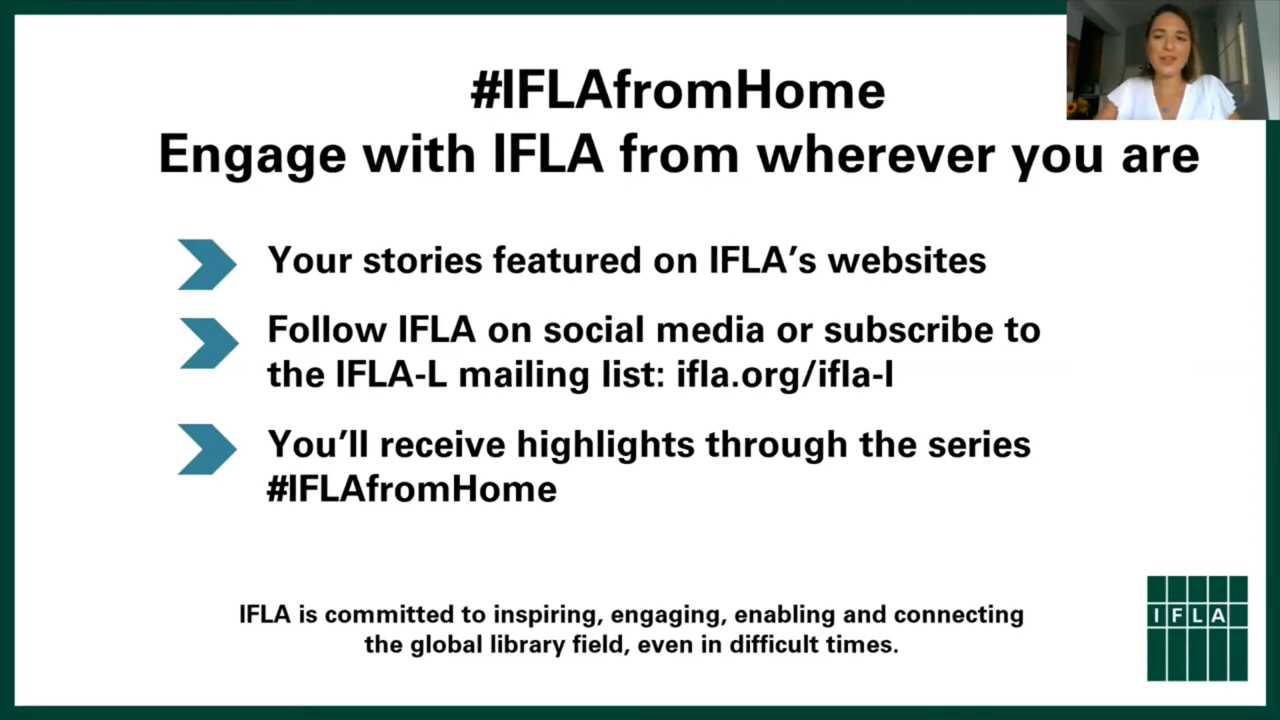 #IFLAfromHome
Engage with IFLA from wherever you are
Your stories featured on IFLA’s websites
Follow IFLA on social media or subscribe to
the IFLA-L mailing list: ifla.org/ifla-l
You’ll receive highlights through the series
#IFLAfromHome
IFLA is committed to inspiring, engaging, enabling and connecting
the global library field, even in difficult times.
IFLA